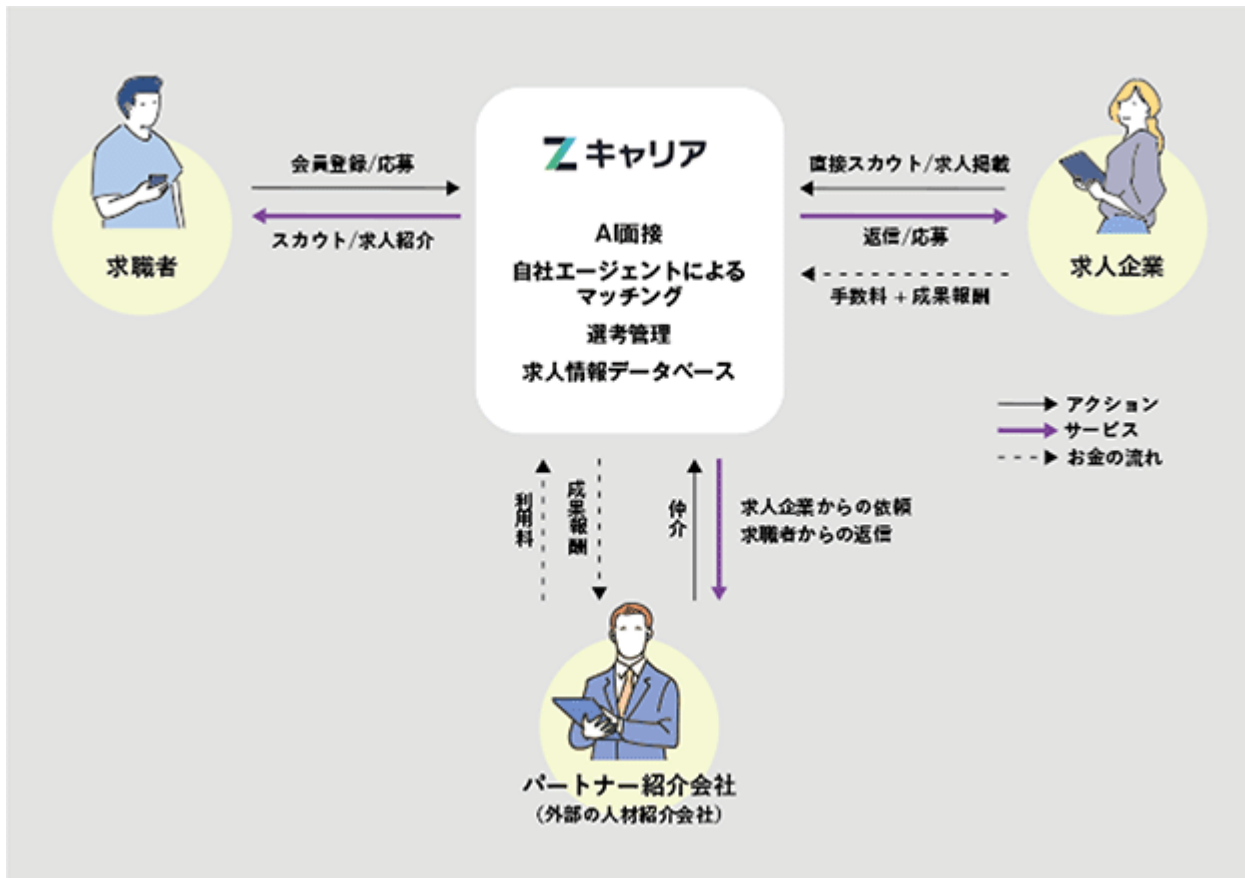 Zキャリア
AI面接
自社エージェントによる
マッチング
選考管理
求人情報データベース
会員登録/応募
スカウト/求人紹介
求職者
直接スカウト/求人掲載
返信/応募
手数料 + 成果報酬
求人企業
アクション
サービス
お金の流れ
利用料
成果報酬
仲介
求人企業からの依頼
求職者からの返信
パートナー紹介会社
（外部の人材紹介会社）